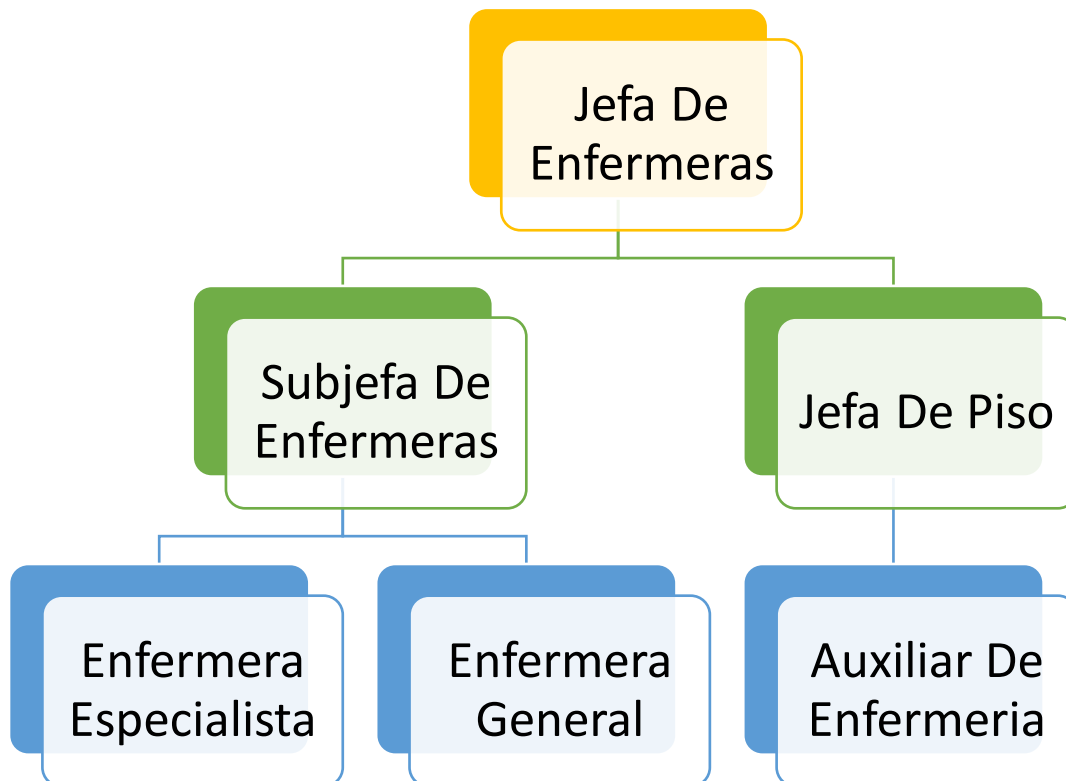 Jefa De
Enfermeras
Subjefa De
Enfermeras
Jefa De Piso
Enfermera
Especialista
Enfermera
General
Auxiliar De
Enfermeria